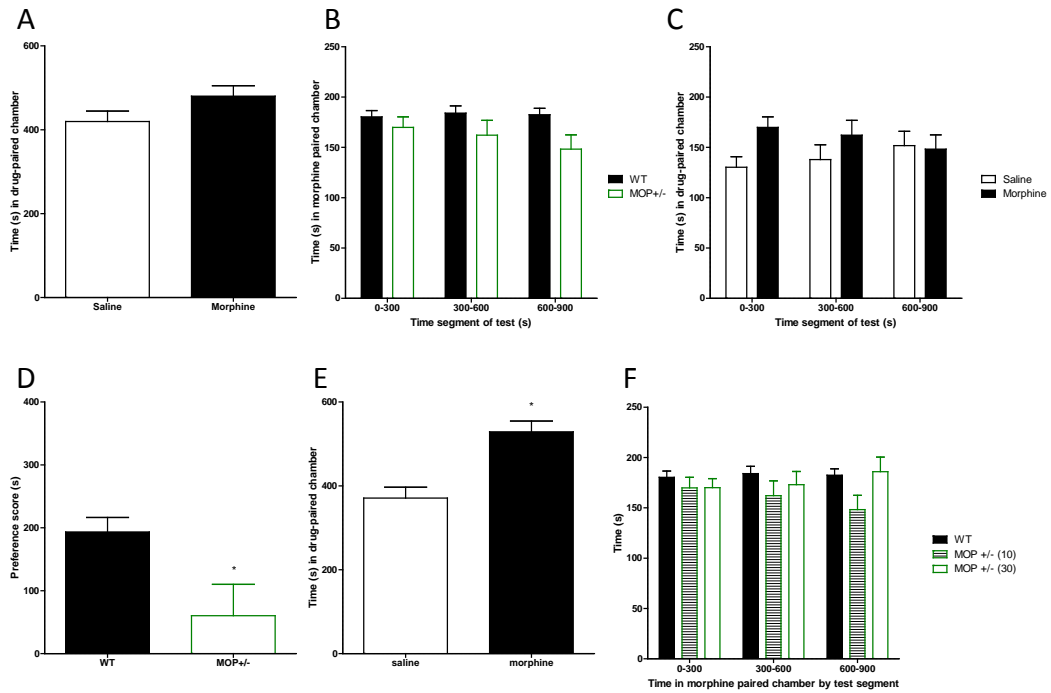 A
Time (s) in drug-paired chamber
600
400
200
0
Saline
Morphine
B
Time (s) in morphine paired chamber
250
200
150
100
50
0
0-300
300-600
600-900
Time segment of test (s)
WT
MOP+/-
C
Time (s) in drug-paired chamber
250
200
150
100
50
0
0-300
300-600
600-900
Time segment of test (s)
Saline
Morphine
D
Preference score (s)
400
300
200
100
0
*
WT
MOP+/-
E
Time (s) in drug-paired chamber
600
400
200
0
*
saline
morphine
F
Time (s)
250
200
150
100
50
0
0-300
300-600
600-900
Time in morphine paired chamber by test segment
WT
MOP +/- (10)
MOP +/- (30)